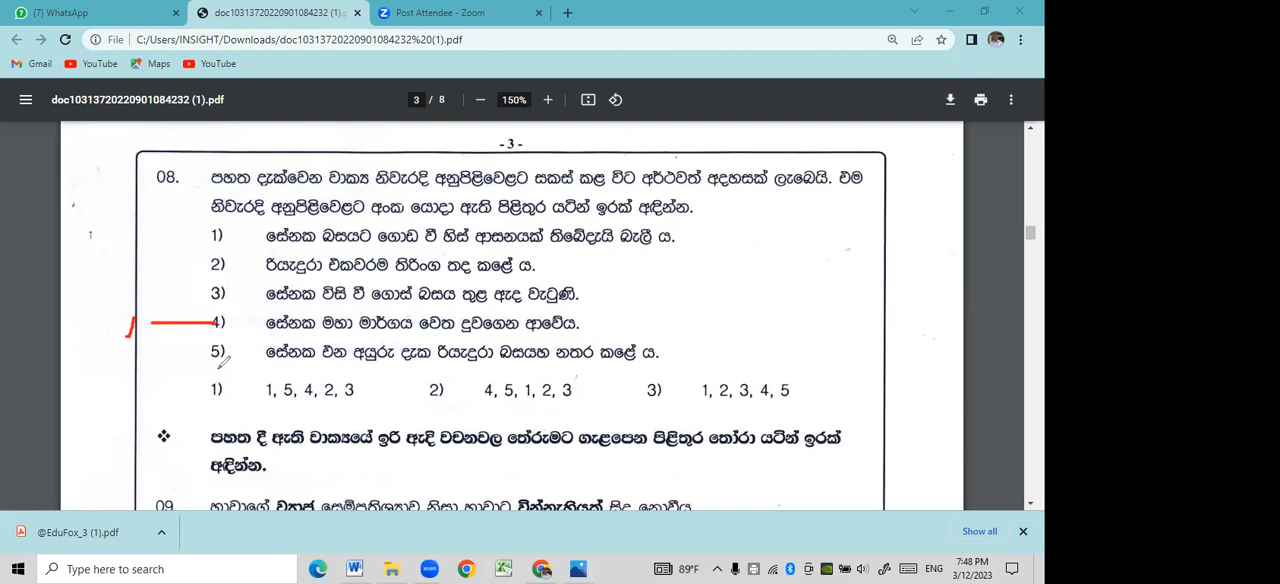 (7) WhatsApp
doc10313720220901084232 (1).p
Post Attendee - Zoom
File C:/Users/INSIGHT/Downloads/doc10313720220901084232%20(1).pdf
Gmail YouTube Maps YouTube
doc10313720220901084232 (1).pdf 3 / 8 150%
- 3 -
08. පහත දැක්වෙන වාක්‍ය නිවැරදි අනුපිළිවෙළට සකස් කළ විට අර්ථවත් අදහසක් ලැබෙයි. එම
නිවැරදි අනුපිළිවෙළට අංක යොදා ඇති පිළිතුර යටින් ඉරක් අඳින්න.
1) සේනක බසයට ගොඩ වී හිස් ආසනයක් තිබේදැයි බැලී ය.
2) රියැදුරා එකවරම තිරිංග තද කළේ ය.
3) සේනක විසි වී ගොස් බසය තුළ ඇද වැටුණි.
4) සේනක මහා මාර්ගය වෙත දුවගෙන ආවේය.
5) සේනක එන අයුරු දැක රියැදුරා බසයහ නතර කළේ ය.
1) 1, 5, 4, 2, 3 2) 4, 5, 1, 2, 3 3) 1, 2, 3, 4, 5
❖ පහත දී ඇති වාක්‍යයේ ඉරි ඇදි වචනවල තේරුමට ගැළපෙන පිළිතුර තෝරා යටින් ඉරක්
අඳින්න.
09 හාවාගේ ව්‍යාජ සෙම්ප්‍රතිශ්‍යාව නිසා හාවාට වින්නැහියක් සිදු නොවීය
@EduFox_3 (1).pdf Show all
Type here to search 89°F ENG 7:48 PM
3/12/2023